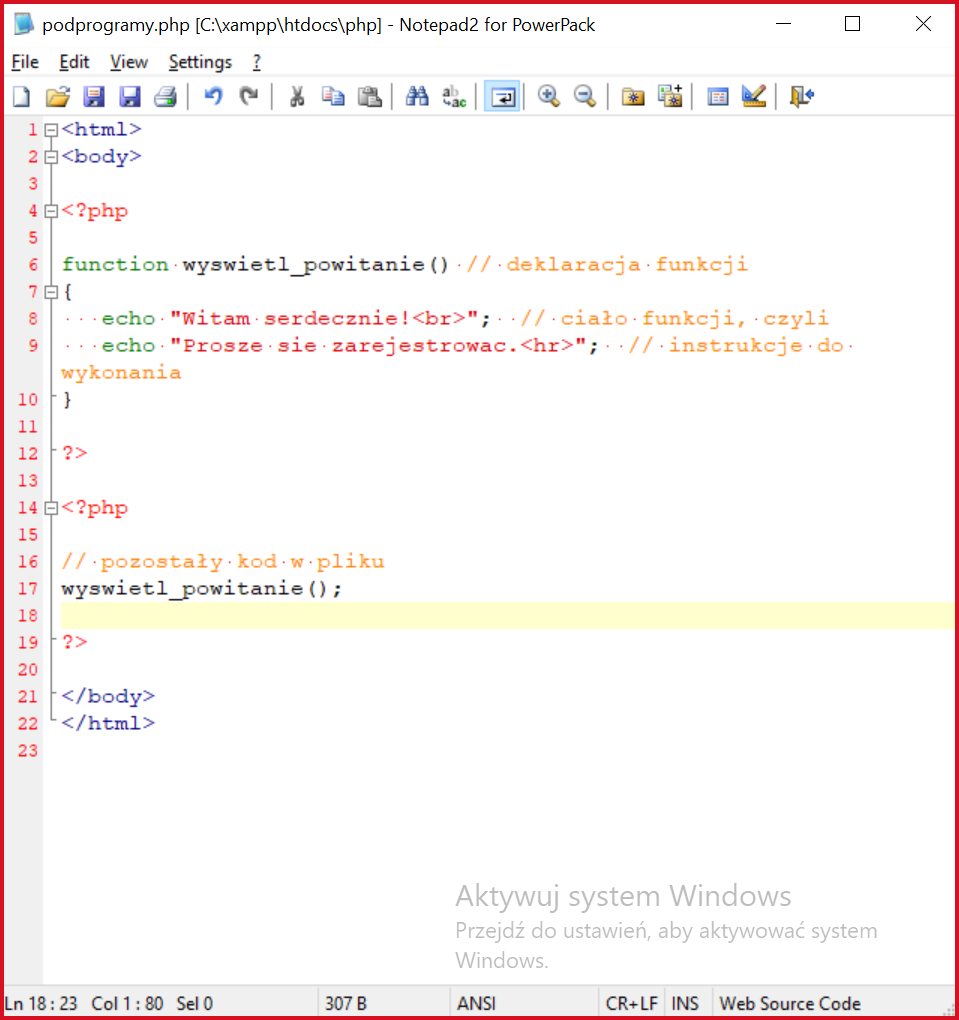 podprogramy.php [C:\xampp\htdocs\php] - Notepad2 for PowerPack
File Edit View Settings ?
1 <html>
2 <body>
3
4 <?php
5
6 function wyswietl_powitanie() // deklaracja funkcji
7 {
8 echo "Witam serdecznie!<br>"; // ciało funkcji, czyli
9 echo "Prosze sie zarejestrowac.<hr>"; // instrukcje do
wykonania
10 }
11
12 ?>
13
14 <?php
15
16 // pozostały kod w pliku
17 wyswietl_powitanie();
18
19 ?>
20
21 </body>
22 </html>
23
Aktywuj system Windows
Przejdź do ustawień, aby aktywować system
Windows.
Ln 18 : 23 Col 1 : 80 Sel 0 307 B ANSI CR+LF INS Web Source Code